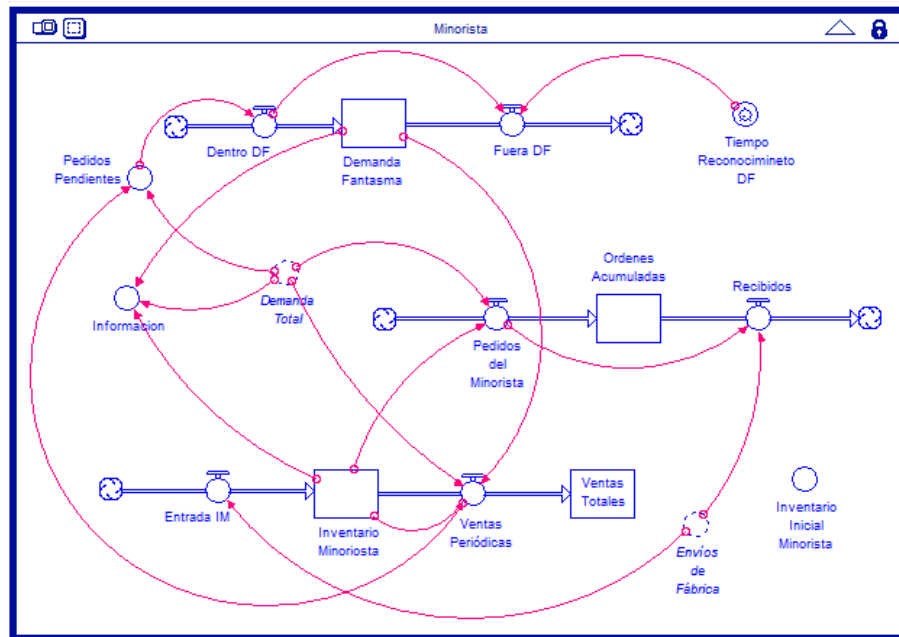 Minorista
Dentro DF
Demanda
Fantasma
Fuera DF
Tiempo
Reconocimineto
DF
Pedidos
Pendientes
Ordenes
Acumuladas
Recibidos
Demanda
Total
Informacion
Pedidos
del
Minorista
Entrada IM
Inventario
Minoriosta
Ventas
Periódicas
Ventas
Totales
Envíos
de
Fábrica
Inventario
Inicial
Minorista